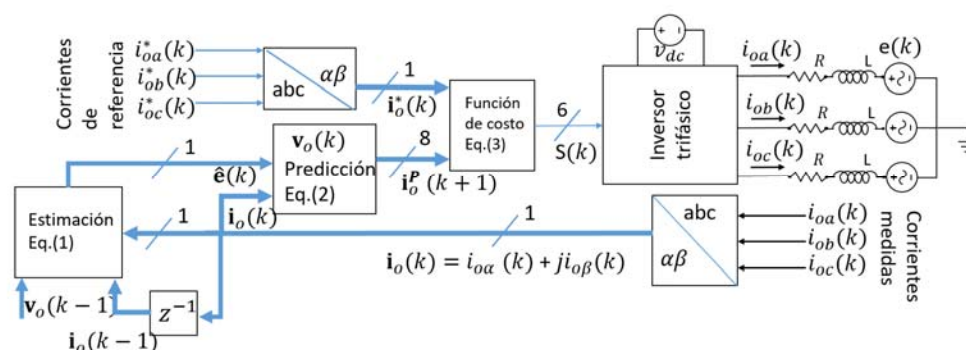 Corrientes
de
referencia
i*oa(k)
i*ob(k)
i*oc(k)
abc
αβ
1
i*o(k)
Función
de costo
Eq.(3)
6
S(k)
vdc
Inversor
trifásico
ioa(k)
R
L
e(k)
iob(k)
R
L
ioc(k)
R
L
1
ê(k)
vo(k)
Predicción
Eq.(2)
8
ioP(k+1)
Estimación
Eq.(1)
1
io(k)
1
io(k) = ioα (k) + jioβ(k)
abc
αβ
ioa(k)
iob(k)
ioc(k)
Corrientes
medidas
vo(k−1)
z−1
io(k−1)